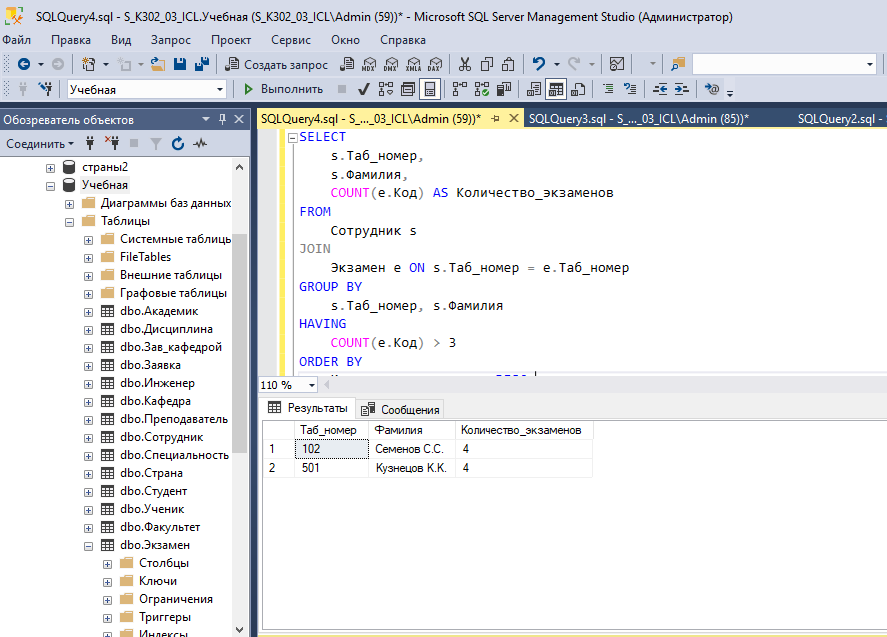 SQLQuery4.sql - S_K302_03_ICL.Учебная (S_K302_03_ICL\Admin (59))* - Microsoft SQL Server Management Studio (Администратор)
Файл Правка Вид Запрос Проект Сервис Окно Справка
Создать запрос MDX DMX XMLA DAX
Учебная Выполнить
Обозреватель объектов
Соединить
страны2
Учебная
Диаграммы баз данных
Таблицы
Системные таблицы
FileTables
Внешние таблицы
Графовые таблицы
dbo.Академик
dbo.Дисциплина
dbo.Зав_кафедрой
dbo.Заявка
dbo.Инженер
dbo.Кафедра
dbo.Преподаватель
dbo.Сотрудник
dbo.Специальность
dbo.Страна
dbo.Студент
dbo.Ученик
dbo.Факультет
dbo.Экзамен
Столбцы
Ключи
Ограничения
Триггеры
Индексы
SQLQuery4.sql - S_..._03_ICL\Admin (59))* SQLQuery3.sql - S_..._03_ICL\Admin (85))* SQLQuery2.sql -
SELECT
s.Таб_номер,
s.Фамилия,
COUNT(e.Код) AS Количество_экзаменов
FROM
Сотрудник s
JOIN
Экзамен e ON s.Таб_номер = e.Таб_номер
GROUP BY
s.Таб_номер, s.Фамилия
HAVING
COUNT(e.Код) > 3
ORDER BY
110 %
Результаты Сообщения
Таб_номер Фамилия Количество_экзаменов
1 102 Семенов С.С. 4
2 501 Кузнецов К.К. 4